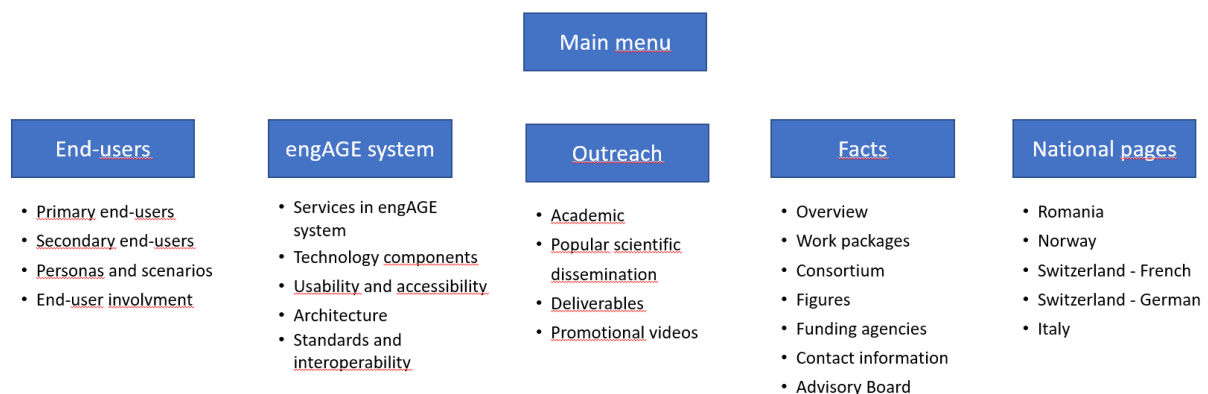 Main menu
End-users
• Primary end-users
• Secondary end-users
• Personas and scenarios
• End-user involvment
engAGE system
• Services in engAGE
system
• Technology components
• Usability and accessibility
• Architecture
• Standards and
interoperability
Outreach
• Academic
• Popular scientific
dissemination
• Deliverables
• Promotional videos
Facts
• Overview
• Work packages
• Consortium
• Figures
• Funding agencies
• Contact information
• Advisory Board
National pages
• Romania
• Norway
• Switzerland - French
• Switzerland - German
• Italy